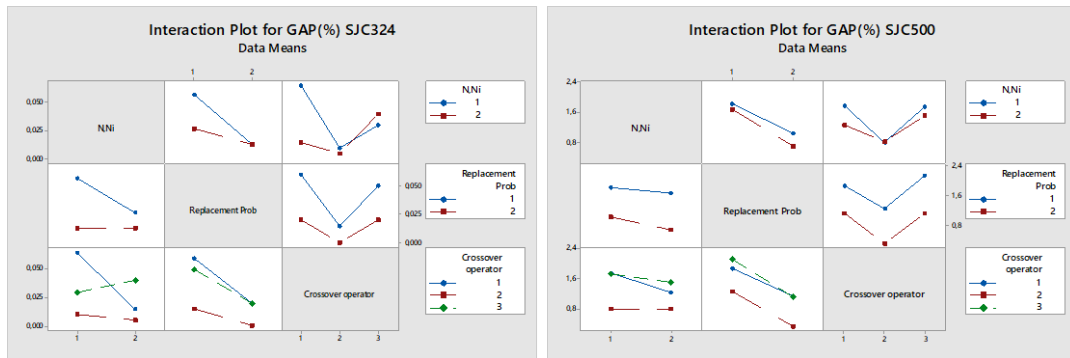 Interaction Plot for GAP(%) SJC324
Data Means
1 2
1 2 3
0,050
0,025
0,000
N.Ni
N.Ni
1
2
Replacement Prob
0,050
0,025
0,000
Replacement
Prob
1
2
0,050
0,025
0,000
Crossover operator
Crossover
operator
1
2
3
1 2
1 2
1 2 3
Interaction Plot for GAP(%) SJC500
Data Means
1 2
2,4
1,6
0,8
N.Ni
N.Ni
1
2
Replacement Prob
2,4
1,6
0,8
Replacement
Prob
1
2
2,4
1,6
0,8
Crossover operator
Crossover
operator
1
2
3
1 2
1 2 3